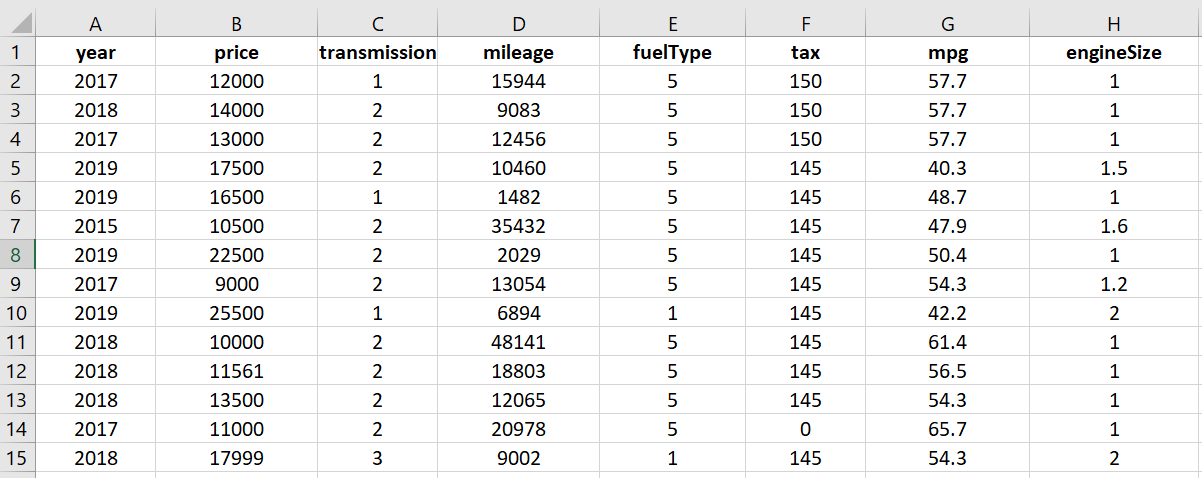 A B C D E F G H
1 year price transmission mileage fuelType tax mpg engineSize
2 2017 12000 1 15944 5 150 57.7 1
3 2018 14000 2 9083 5 150 57.7 1
4 2017 13000 2 12456 5 150 57.7 1
5 2019 17500 2 10460 5 145 40.3 1.5
6 2019 16500 1 1482 5 145 48.7 1
7 2015 10500 2 35432 5 145 47.9 1.6
8 2019 22500 2 2029 5 145 50.4 1
9 2017 9000 2 13054 5 145 54.3 1.2
10 2019 25500 1 6894 1 145 42.2 2
11 2018 10000 2 48141 5 145 61.4 1
12 2018 11561 2 18803 5 145 56.5 1
13 2018 13500 2 12065 5 145 54.3 1
14 2017 11000 2 20978 5 0 65.7 1
15 2018 17999 3 9002 1 145 54.3 2